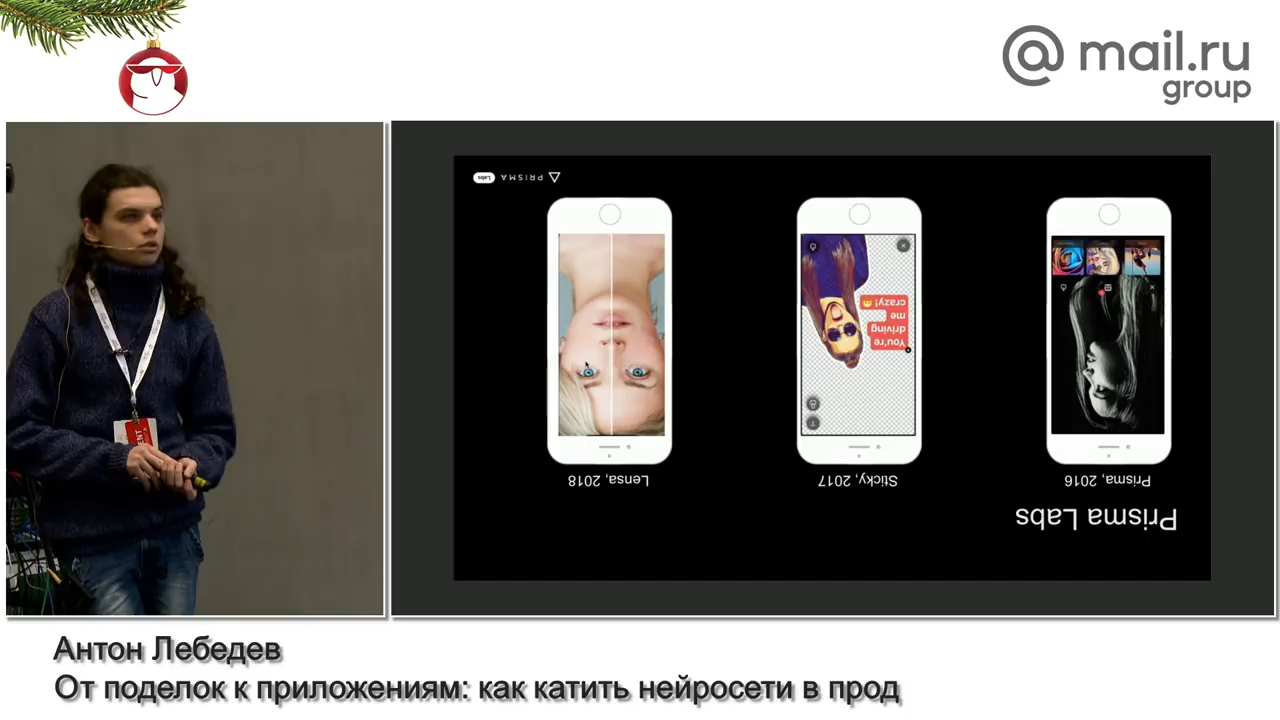 @ mail.ru
group
Prisma Labs
Prisma, 2016
Sticky, 2017
Lensa, 2018
You're
driving
me
crazy!
PRISMA Labs
Антон Лебедев
От поделок к приложениям: как катить нейросети в прод